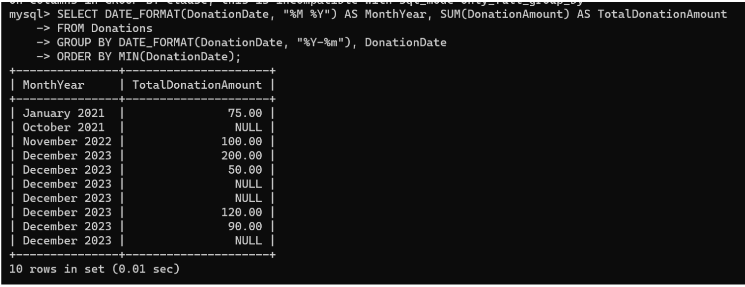 mysql> SELECT DATE_FORMAT(DonationDate, "%M %Y") AS MonthYear, SUM(DonationAmount) AS TotalDonationAmount
-> FROM Donations
-> GROUP BY DATE_FORMAT(DonationDate, "%Y-%m"), DonationDate
-> ORDER BY MIN(DonationDate);
+---------------+---------------------+
| MonthYear | TotalDonationAmount |
+---------------+---------------------+
| January 2021 | 75.00 |
| October 2021 | NULL |
| November 2022 | 100.00 |
| December 2023 | 200.00 |
| December 2023 | 50.00 |
| December 2023 | NULL |
| December 2023 | NULL |
| December 2023 | 120.00 |
| December 2023 | 90.00 |
| December 2023 | NULL |
+---------------+---------------------+
10 rows in set (0.01 sec)